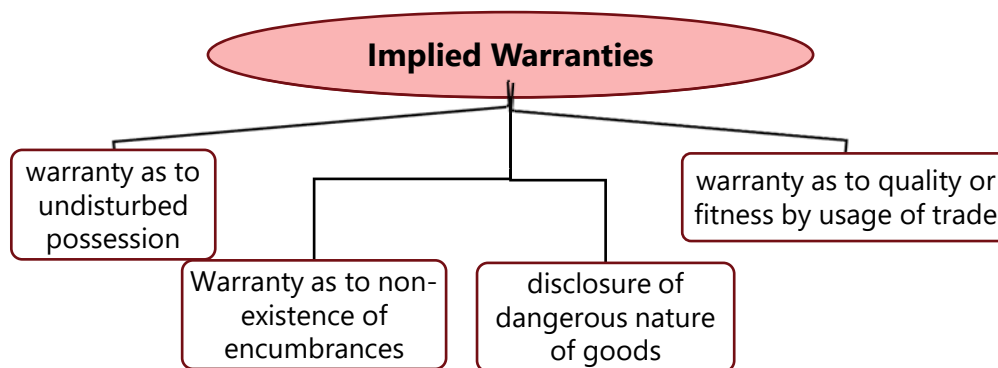 Implied Warranties
warranty as to
undisturbed
possession
Warranty as to non-
existence of
encumbrances
disclosure of
dangerous nature
of goods
warranty as to quality or
fitness by usage of trade